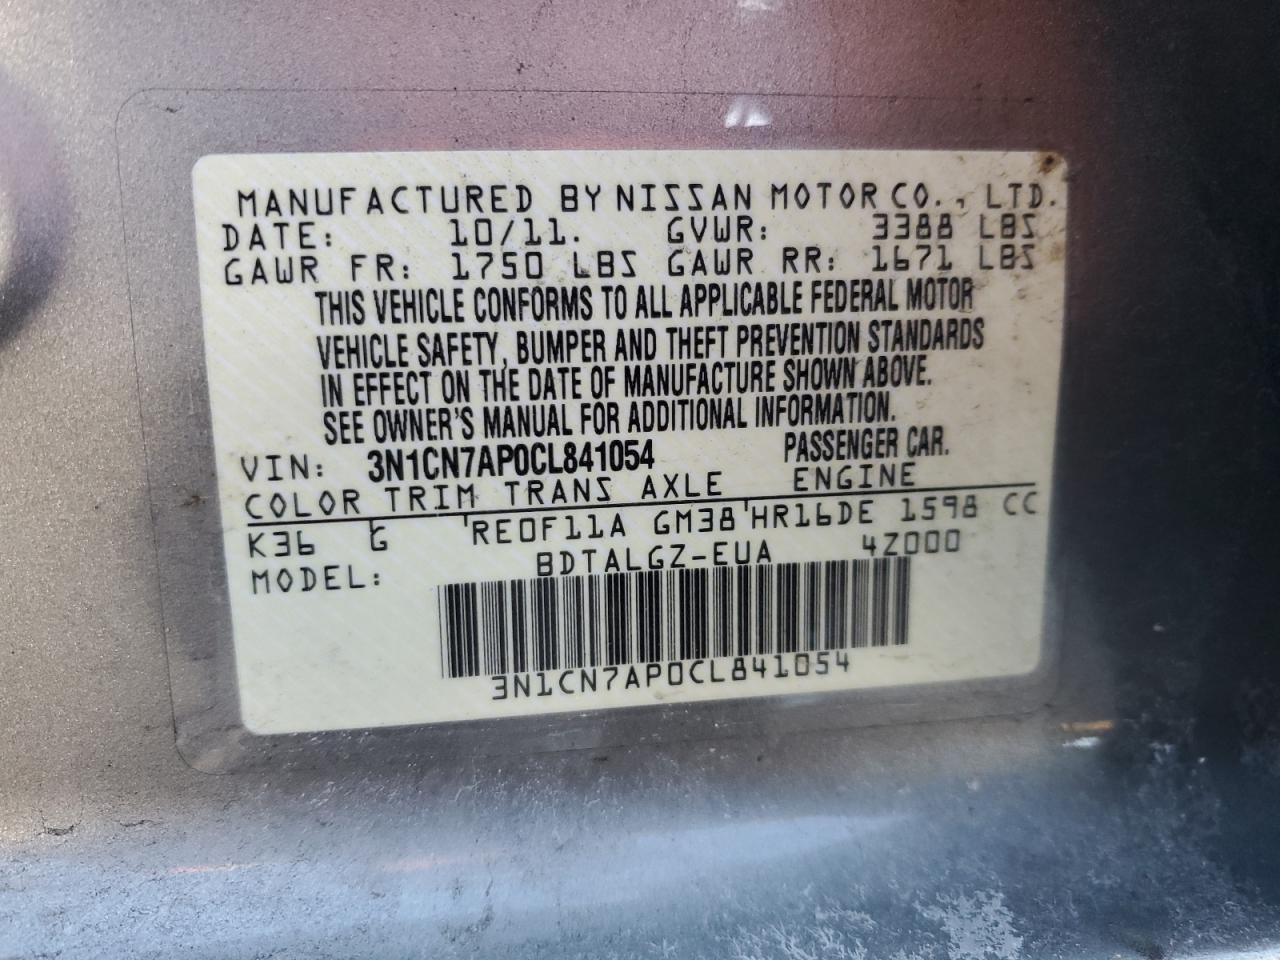 MANUFACTURED BY NISSAN MOTOR CO., LTD.
DATE: 10/11. GVWR: 3388 LBS
GAWR FR: 1750 LBS GAWR RR: 1671 LBS
THIS VEHICLE CONFORMS TO ALL APPLICABLE FEDERAL MOTOR
VEHICLE SAFETY, BUMPER AND THEFT PREVENTION STANDARDS
IN EFFECT ON THE DATE OF MANUFACTURE SHOWN ABOVE.
SEE OWNER'S MANUAL FOR ADDITIONAL INFORMATION.
VIN: 3N1CN7AP0CL841054 PASSENGER CAR.
COLOR TRIM TRANS AXLE ENGINE
K36 G RE0F11A GM38 HR16DE 1598 CC
MODEL: BDTALGZ-EUA 4Z000
3N1CN7AP0CL841054